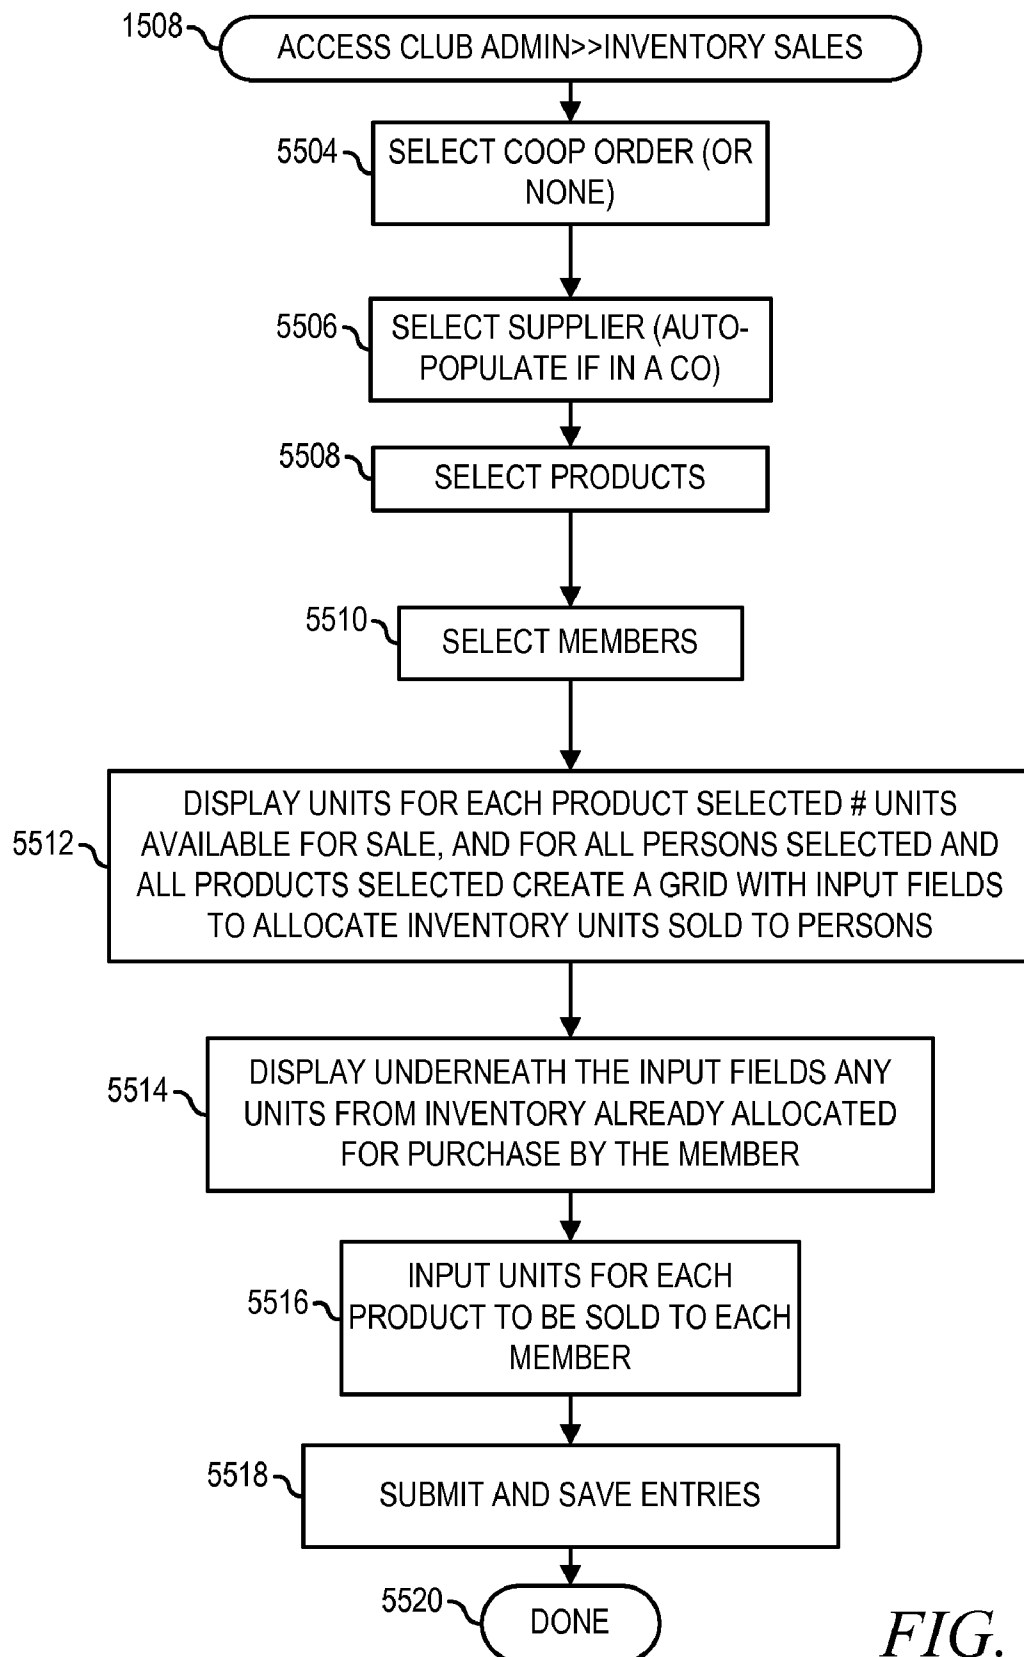 1508
ACCESS CLUB ADMIN>>INVENTORY SALES
5504
SELECT COOP ORDER (OR
NONE)
5506
SELECT SUPPLIER (AUTO-
POPULATE IF IN A CO)
5508
SELECT PRODUCTS
5510
SELECT MEMBERS
5512
DISPLAY UNITS FOR EACH PRODUCT SELECTED # UNITS
AVAILABLE FOR SALE, AND FOR ALL PERSONS SELECTED AND
ALL PRODUCTS SELECTED CREATE A GRID WITH INPUT FIELDS
TO ALLOCATE INVENTORY UNITS SOLD TO PERSONS
5514
DISPLAY UNDERNEATH THE INPUT FIELDS ANY
UNITS FROM INVENTORY ALREADY ALLOCATED
FOR PURCHASE BY THE MEMBER
5516
INPUT UNITS FOR EACH
PRODUCT TO BE SOLD TO EACH
MEMBER
5518
SUBMIT AND SAVE ENTRIES
5520
DONE
FIG.